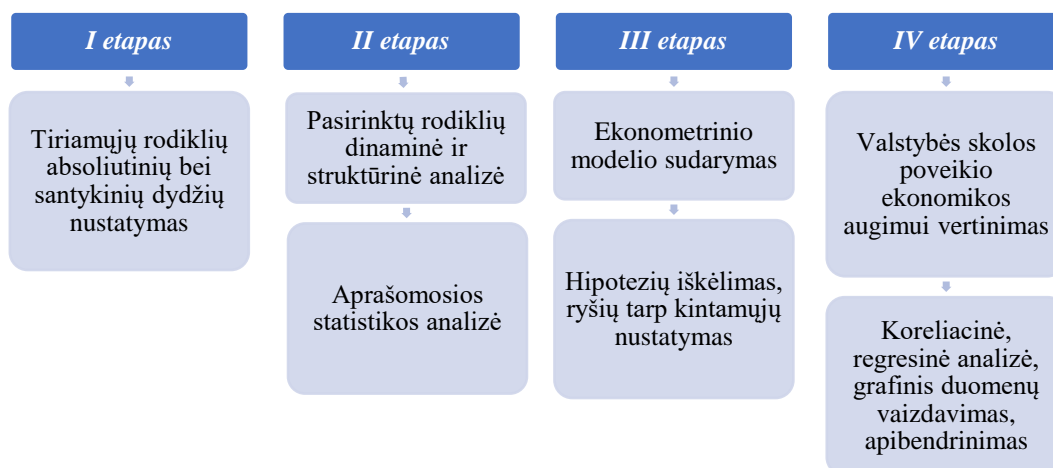 I etapas
Tiriamųjų rodiklių
absoliutinių bei
santykinių dydžių
nustatymas
II etapas
Pasirinktų rodiklių
dinaminė ir
struktūrinė analizė
Aprašomosios
statistikos analizė
III etapas
Ekonometrinio
modelio sudarymas
Hipotezių iškėlimas,
ryšių tarp kintamųjų
nustatymas
IV etapas
Valstybės skolos
poveikio
ekonomikos
augimui vertinimas
Koreliacinė,
regresinė analizė,
grafinis duomenų
vaizdavimas,
apibendrinimas